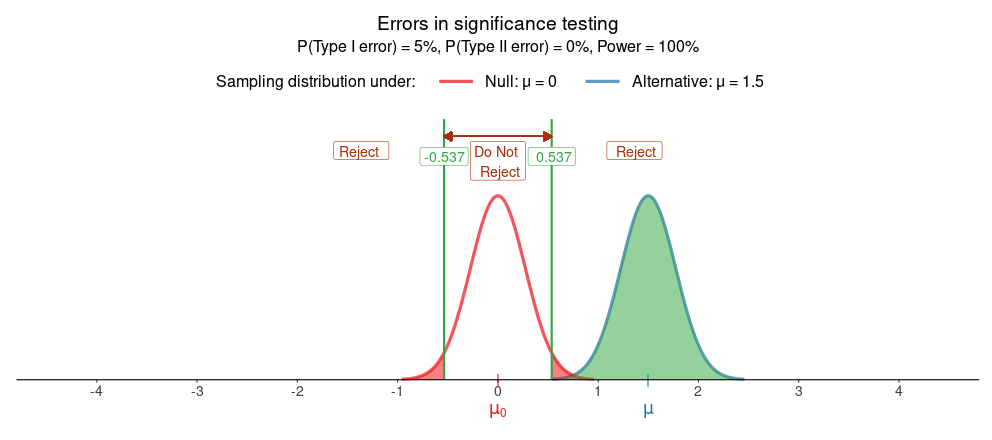 Errors in significance testing
P(Type I error) = 5%, P(Type II error) = 0%, Power = 100%
Sampling distribution under: Null: μ = 0 Alternative: μ = 1.5
Reject -0.537 Do Not 0.537 Reject
Reject
-4 -3 -2 -1 0 1 2 3 4
μ₀ μ